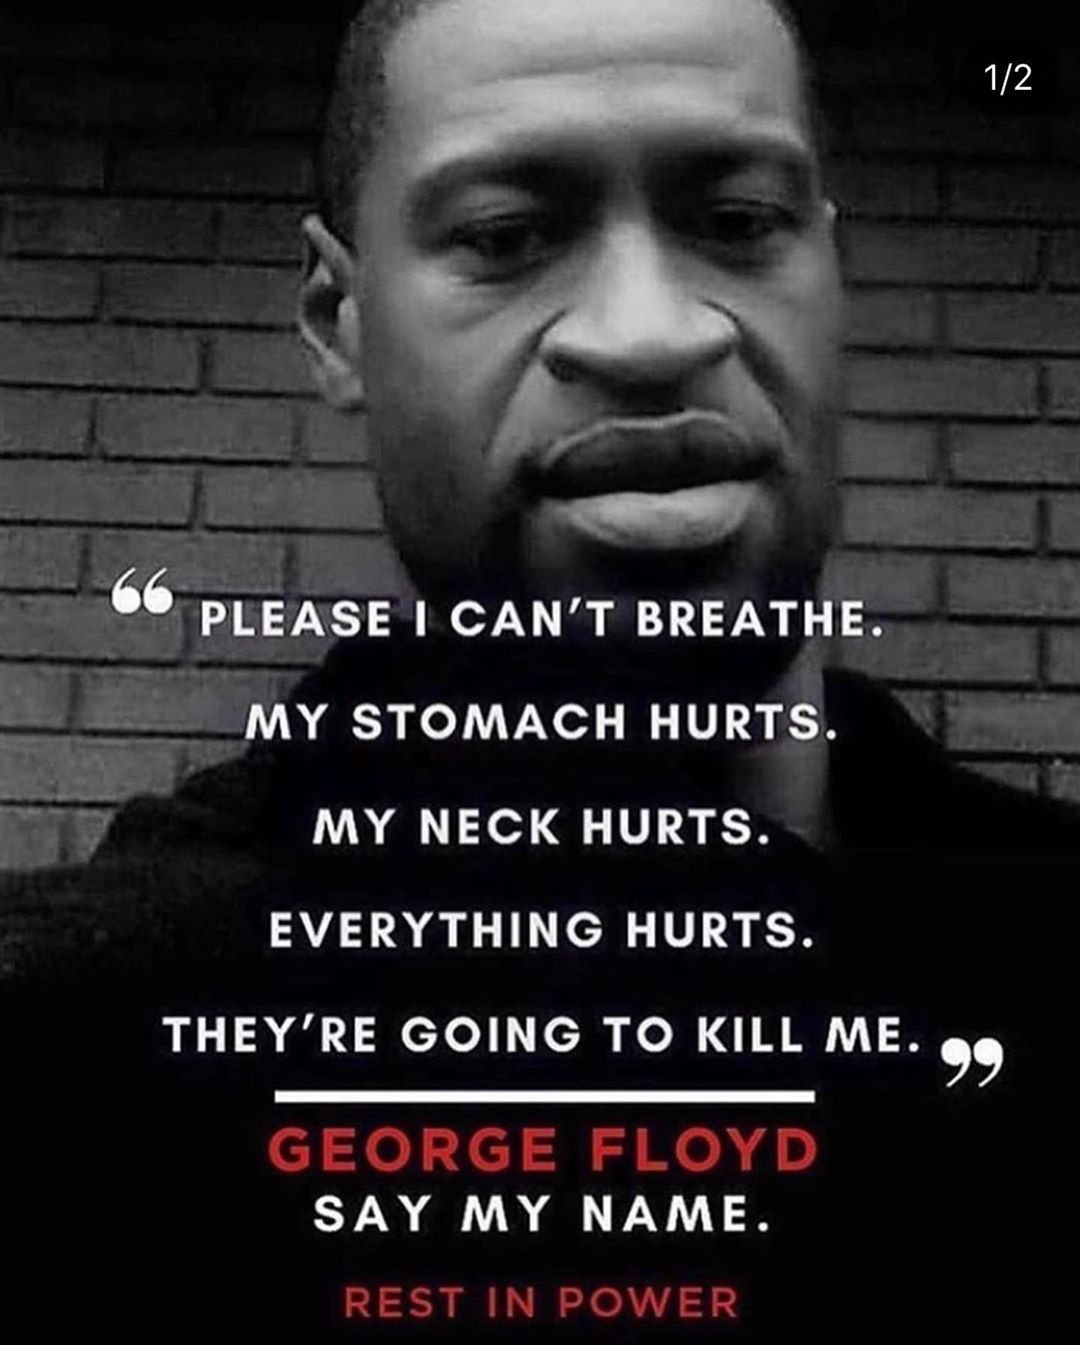 1/2
“ PLEASE I CAN’T BREATHE.
MY STOMACH HURTS.
MY NECK HURTS.
EVERYTHING HURTS.
THEY’RE GOING TO KILL ME. ”
GEORGE FLOYD
SAY MY NAME.
REST IN POWER